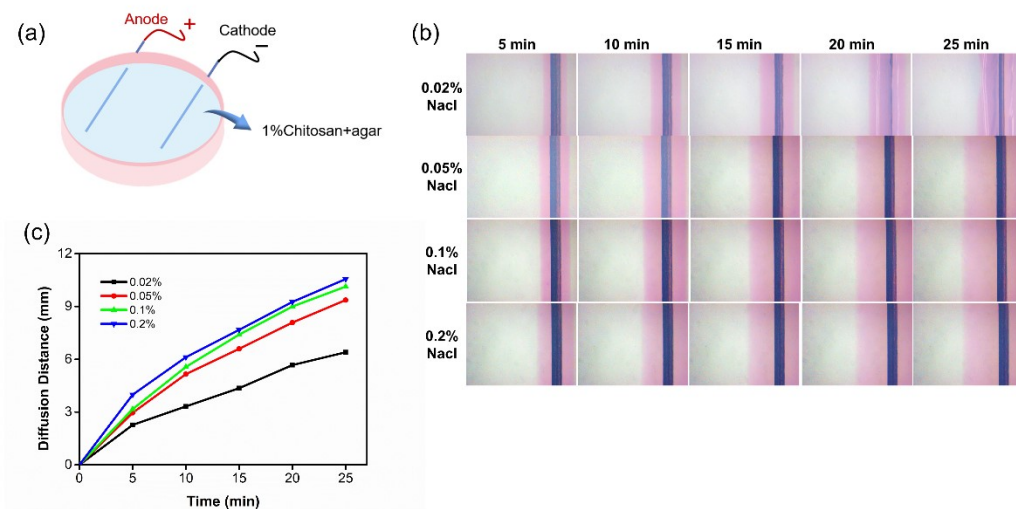 (a)
Anode +
Cathode
−
1%Chitosan+agar
(b)
5 min 10 min 15 min 20 min 25 min
0.02%
Nacl
0.05%
Nacl
0.1%
Nacl
0.2%
Nacl
(c)
Diffusion Distance (mm)
12
9
6
3
0
0.02%
0.05%
0.1%
0.2%
0 5 10 15 20 25
Time (min)